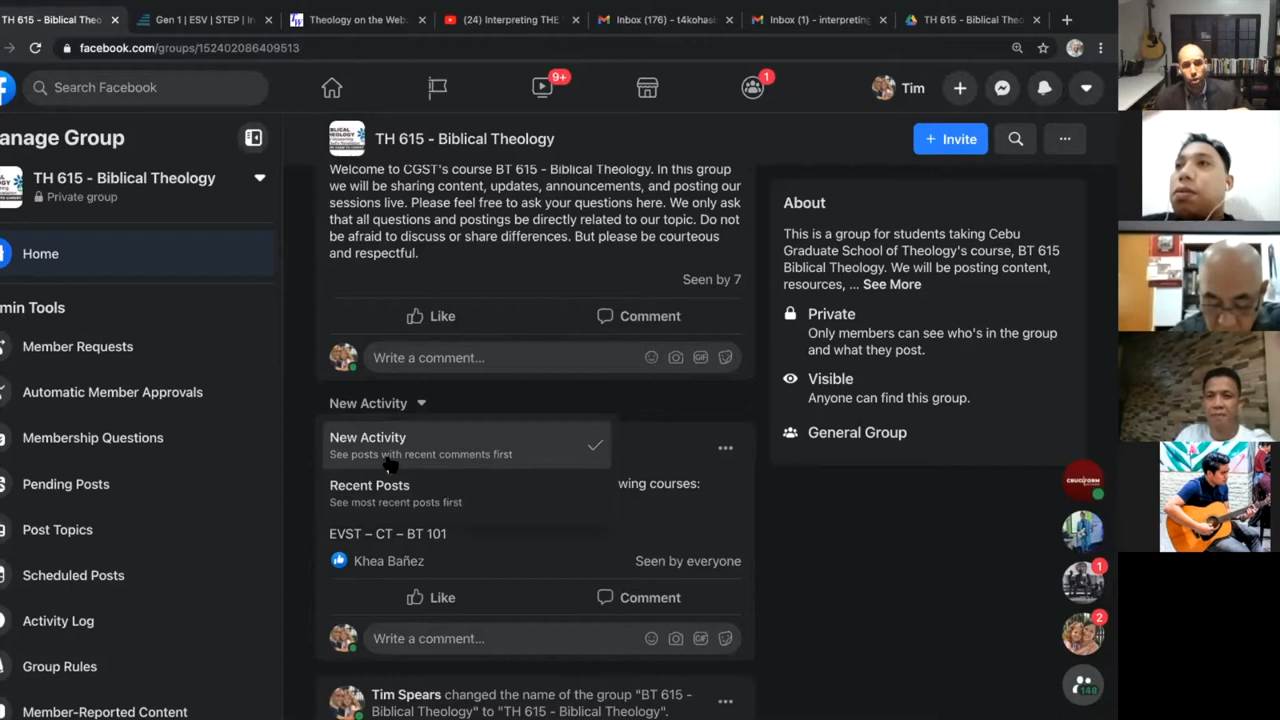 TH 615 - Biblical Theology
Gen 1 | ESV | STEP | In
Theology on the Web.
(24) Interpreting THE
Inbox (176) - t4kohas
Inbox (1) - interpreting
TH 615 - Biblical Theo
facebook.com/groups/152402086409513
Search Facebook
9+
1
Tim
anage Group
TH 615 - Biblical Theology
Private group
Home
min Tools
Member Requests
Automatic Member Approvals
Membership Questions
Pending Posts
Post Topics
Scheduled Posts
Activity Log
Group Rules
Member-Reported Content
TH 615 - Biblical Theology
+ Invite
Welcome to CGST's course BT 615 - Biblical Theology. In this group
we will be sharing content, updates, announcements, and posting our
sessions live. Please feel free to ask your questions here. We only ask
that all questions and postings be directly related to our topic. Do not
be afraid to discuss or share differences. But please be courteous
and respectful.
Seen by 7
Like
Comment
Write a comment...
GIF
New Activity
New Activity
See posts with recent comments first
Recent Posts
See most recent posts first
wing courses:
EVST – CT – BT 101
Khea Bañez
Seen by everyone
Like
Comment
Write a comment...
GIF
Tim Spears changed the name of the group "BT 615 -
Biblical Theology" to "TH 615 - Biblical Theology".
About
This is a group for students taking Cebu
Graduate School of Theology's course, BT 615
Biblical Theology. We will be posting content,
resources, ... See More
Private
Only members can see who's in the group
and what they post.
Visible
Anyone can find this group.
General Group
CRUCIFORM
1
2
148